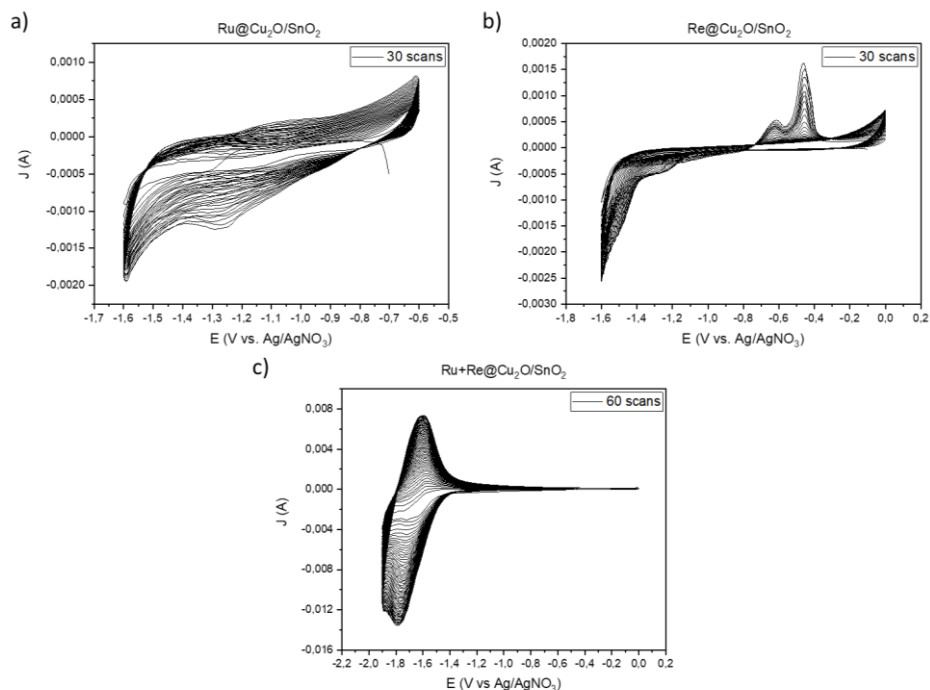 a)
Ru@Cu₂O/SnO₂
30 scans
0,0010
0,0005
0,0000
-0,0005
-0,0010
-0,0015
-0,0020
J (A)
-1,7 -1,6 -1,5 -1,4 -1,3 -1,2 -1,1 -1,0 -0,9 -0,8 -0,7 -0,6 -0,5
E (V vs. Ag/AgNO₃)
b)
Re@Cu₂O/SnO₂
30 scans
0,0020
0,0015
0,0010
0,0005
0,0000
-0,0005
-0,0010
-0,0015
-0,0020
-0,0025
-0,0030
J (A)
-1,8 -1,6 -1,4 -1,2 -1,0 -0,8 -0,6 -0,4 -0,2 0,0 0,2
E (V vs. Ag/AgNO₃)
c)
Ru+Re@Cu₂O/SnO₂
60 scans
0,008
0,004
0,000
-0,004
-0,008
-0,012
-0,016
J (A)
-2,2 -2,0 -1,8 -1,6 -1,4 -1,2 -1,0 -0,8 -0,6 -0,4 -0,2 0,0 0,2
E (V vs Ag/AgNO₃)